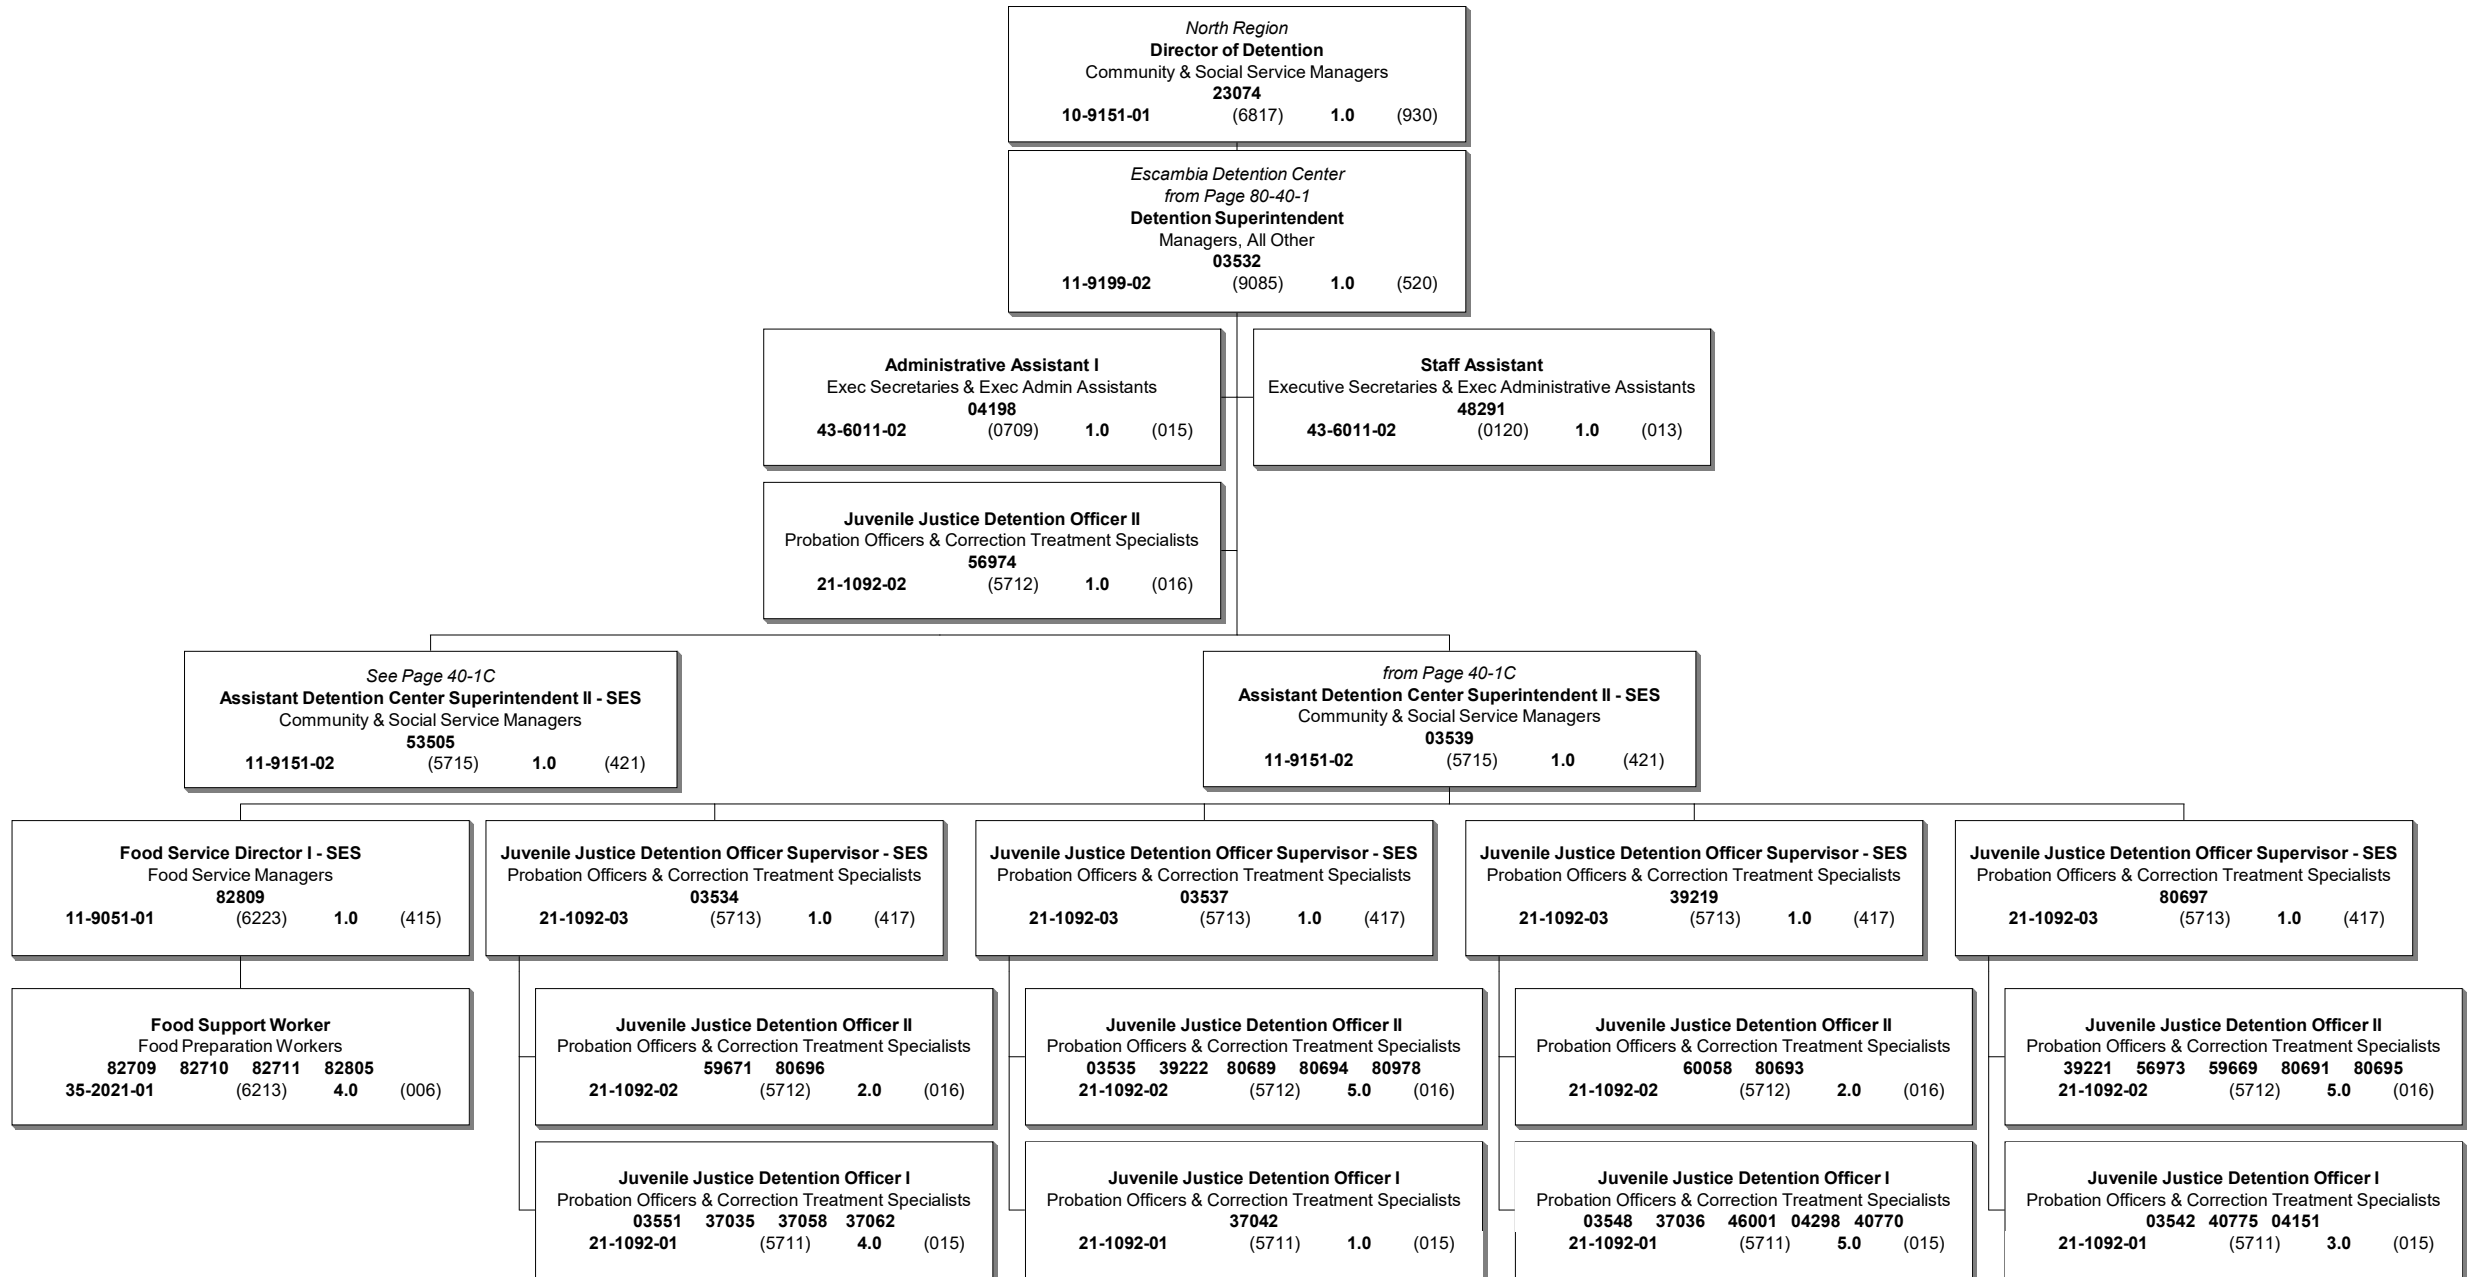 North Region
Director of Detention
Community & Social Service Managers
23074
10-9151-01 (6817) 1.0 (930)
Escambia Detention Center
from Page 80-40-1
Detention Superintendent
Managers, All Other
03532
11-9199-02 (9085) 1.0 (520)
Administrative Assistant I
Exec Secretaries & Exec Admin Assistants
04198
43-6011-02 (0709) 1.0 (015)
Staff Assistant
Executive Secretaries & Exec Administrative Assistants
48291
43-6011-02 (0120) 1.0 (013)
Juvenile Justice Detention Officer II
Probation Officers & Correction Treatment Specialists
56974
21-1092-02 (5712) 1.0 (016)
See Page 40-1C
Assistant Detention Center Superintendent II - SES
Community & Social Service Managers
53505
11-9151-02 (5715) 1.0 (421)
from Page 40-1C
Assistant Detention Center Superintendent II - SES
Community & Social Service Managers
03539
11-9151-02 (5715) 1.0 (421)
Food Service Director I - SES
Food Service Managers
82809
11-9051-01 (6223) 1.0 (415)
Juvenile Justice Detention Officer Supervisor - SES
Probation Officers & Correction Treatment Specialists
03534
21-1092-03 (5713) 1.0 (417)
Juvenile Justice Detention Officer Supervisor - SES
Probation Officers & Correction Treatment Specialists
03537
21-1092-03 (5713) 1.0 (417)
Juvenile Justice Detention Officer Supervisor - SES
Probation Officers & Correction Treatment Specialists
39219
21-1092-03 (5713) 1.0 (417)
Juvenile Justice Detention Officer Supervisor - SES
Probation Officers & Correction Treatment Specialists
80697
21-1092-03 (5713) 1.0 (417)
Food Support Worker
Food Preparation Workers
82709 82710 82711 82805
35-2021-01 (6213) 4.0 (006)
Juvenile Justice Detention Officer II
Probation Officers & Correction Treatment Specialists
59671 80696
21-1092-02 (5712) 2.0 (016)
Juvenile Justice Detention Officer II
Probation Officers & Correction Treatment Specialists
03535 39222 80689 80694 80978
21-1092-02 (5712) 5.0 (016)
Juvenile Justice Detention Officer II
Probation Officers & Correction Treatment Specialists
60058 80693
21-1092-02 (5712) 2.0 (016)
Juvenile Justice Detention Officer II
Probation Officers & Correction Treatment Specialists
39221 56973 59669 80691 80695
21-1092-02 (5712) 5.0 (016)
Juvenile Justice Detention Officer I
Probation Officers & Correction Treatment Specialists
03551 37035 37058 37062
21-1092-01 (5711) 4.0 (015)
Juvenile Justice Detention Officer I
Probation Officers & Correction Treatment Specialists
37042
21-1092-01 (5711) 1.0 (015)
Juvenile Justice Detention Officer I
Probation Officers & Correction Treatment Specialists
03548 37036 46001 04298 40770
21-1092-01 (5711) 5.0 (015)
Juvenile Justice Detention Officer I
Probation Officers & Correction Treatment Specialists
03542 40775 04151
21-1092-01 (5711) 3.0 (015)